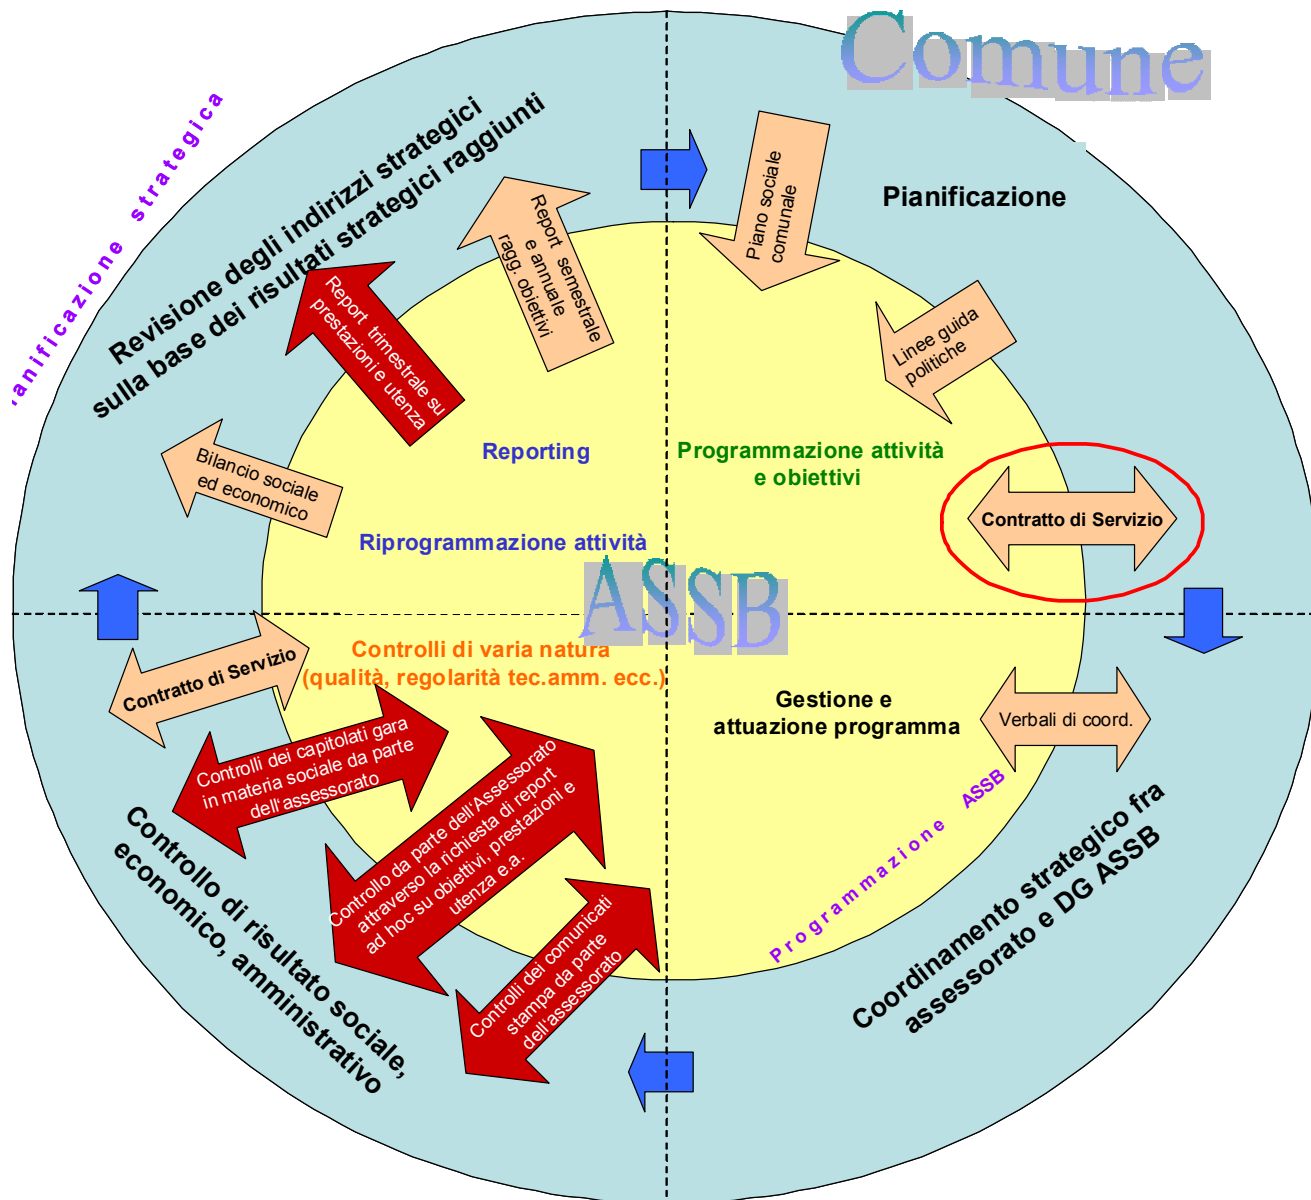 Comune
anificazione strategica
Revisione degli indirizzi strategici
sulla base dei risultati strategici raggiunti
Pianificazione
Piano sociale
comunale
Report semestrale
e annuale
ragg. obiettivi
Report trimestrale su
prestazioni e utenza
Linee guida
politiche
Bilancio sociale
ed economico
Reporting
Programmazione attività
e obiettivi
Contratto di Servizio
Riprogrammazione attività
ASSB
Controlli di varia natura
(qualità, regolarità tec.amm. ecc.)
Contratto di Servizio
Gestione e
attuazione programma
Verbali di coord.
Controlli dei capitolati gara
in materia sociale da parte
dell‘assessorato
Controllo da parte dell‘Assessorato
attraverso la richiesta di report
ad hoc su obiettivi, prestazioni e
utenza e.a.
Controlli dei comunicati
stampa da parte
dell‘assessorato
Programmazione ASSB
Controllo di risultato sociale,
economico, amministrativo
Coordinamento strategico fra
assessorato e DG ASSB